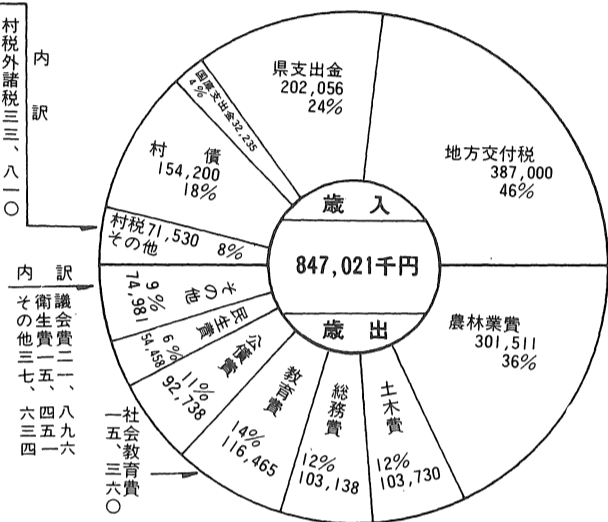 内訳
村税外諸税三三、八一〇
県支出金
202,056
24%
国庫支出金32,235
4%
村債
154,200
18%
村税71,530
その他
8%
地方交付税
387,000
46%
歳入
847,021千円
歳出
農林業費
301,511
36%
土木費
12%
103,730
総務費
12%
103,138
教育費
14%
116,465
公債費
11%
92,738
民生費
6%
54,458
その他
9%
74,981
内訳
議会費二一、八九六
衛生費一五、四五一
その他三七、六三四
社会教育費
一五、三六〇